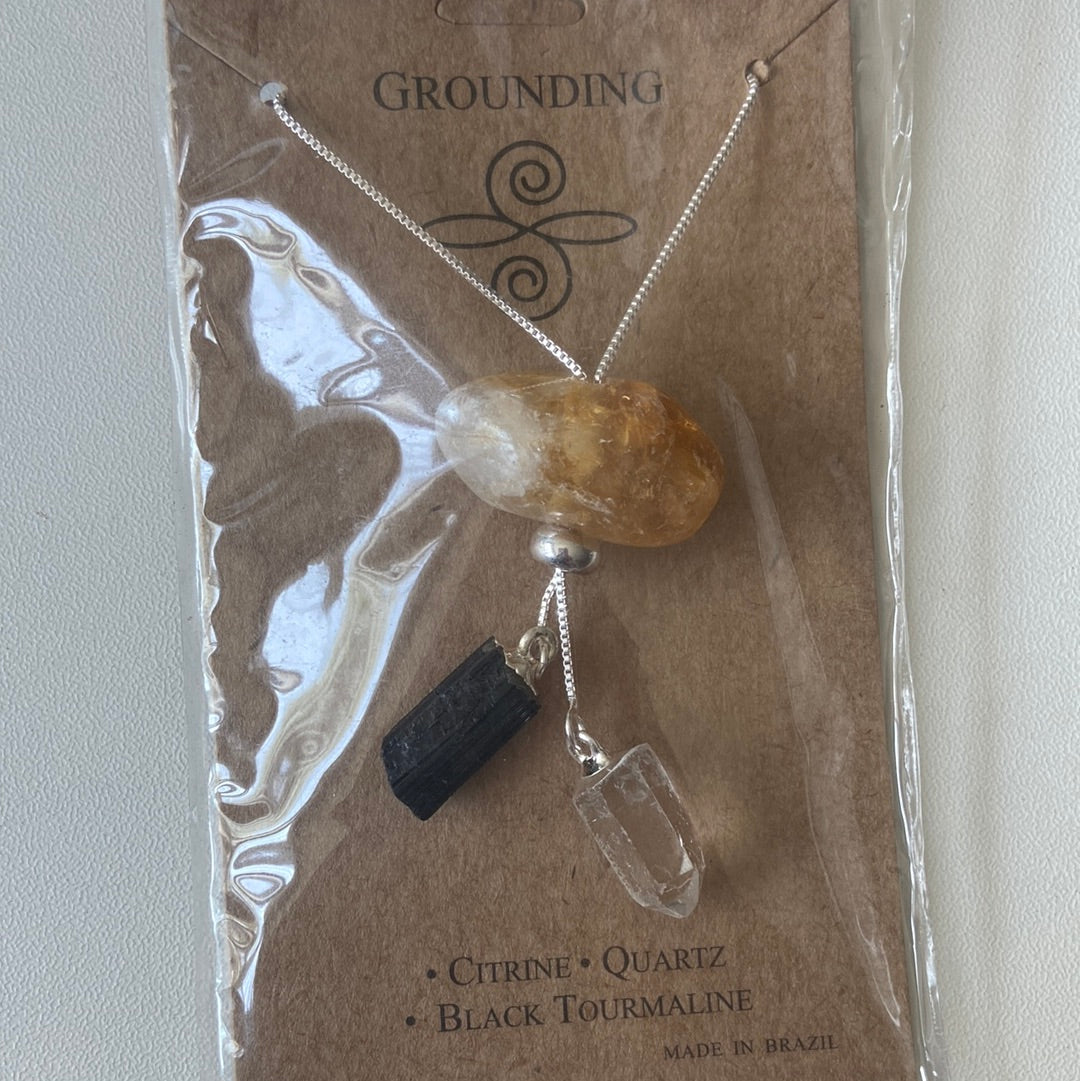 GROUNDING
• CITRINE • QUARTZ
• BLACK TOURMALINE
MADE IN BRAZIL